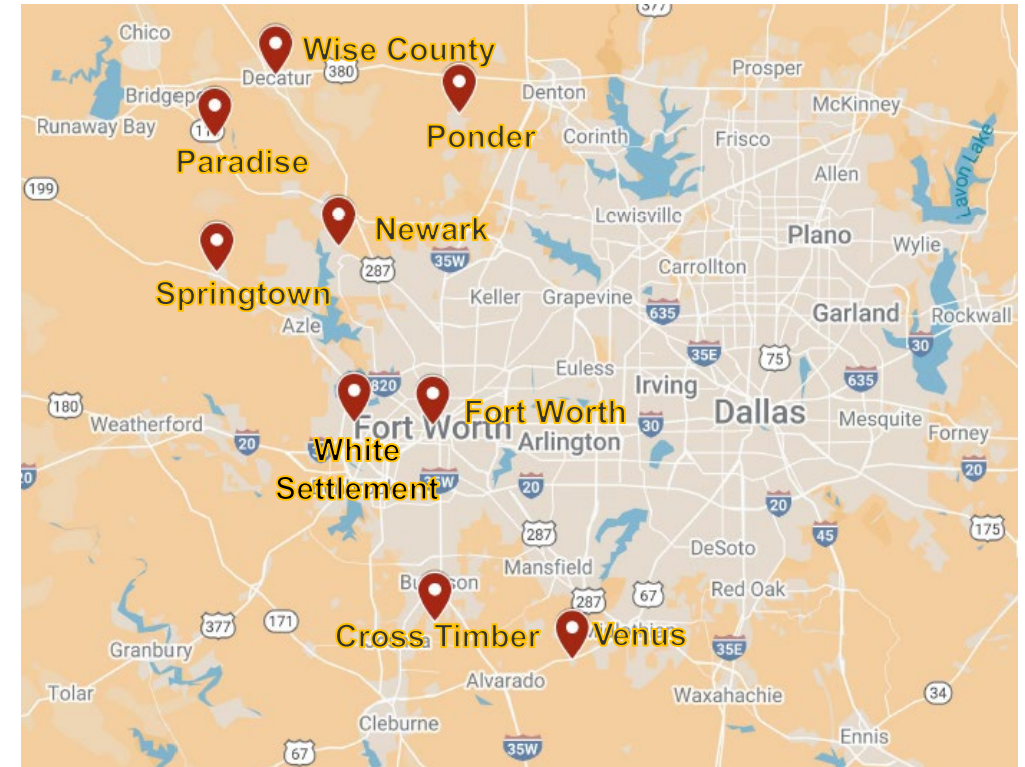 377
Chico
Wise County
Decatur
380
Prosper
Denton
McKinney
Runaway Bay
Ponder
Corinth
Frisco
Paradise
Allen
Lavon Lake
199
Lewisville
Newark
Plano
Wylie
35W
287
Carrollton
Springtown
Keller
Grapevine
635
Garland
Rockwall
Azle
30
35E
75
Euless
820
Irving
635
180
Fort Worth
Dallas
Weatherford
Fort Worth
Mesquite
Forney
20
Arlington
30
White
Settlement
20
20
35W
20
20
287
45
175
DeSoto
Mansfield
Red Oak
287
67
377
171
Cross Timber
Venus
Granbury
35E
Alvarado
Tolar
Waxahachie
34
Cleburne
Ennis
67
35W